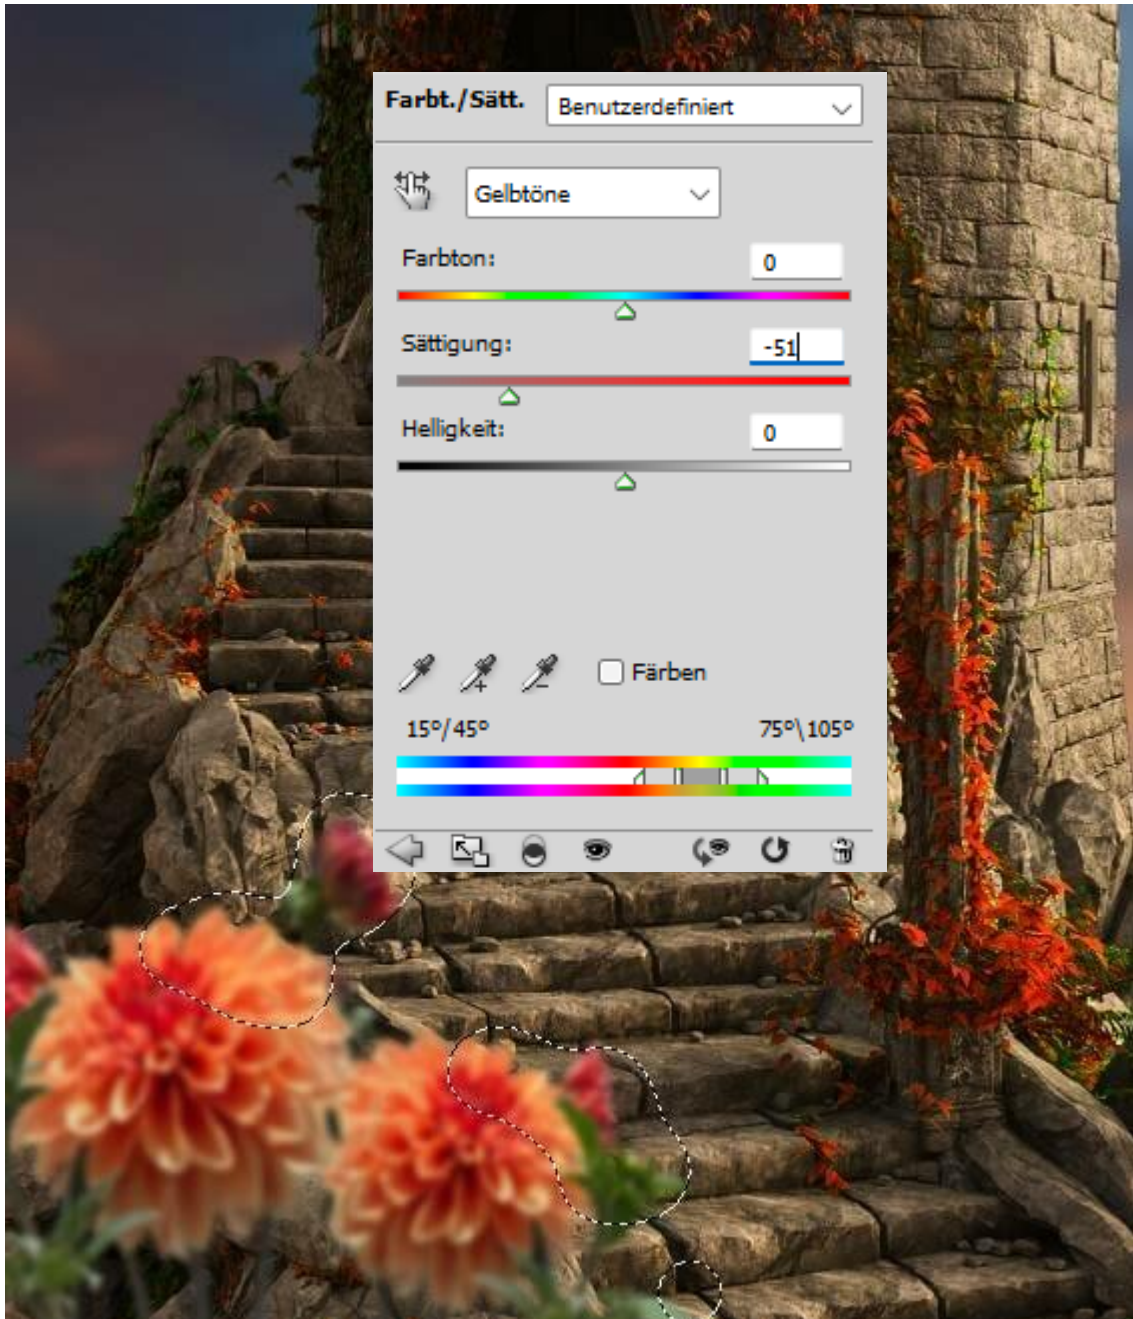 Farbt./Sätt. Benutzerdefiniert
Gelbtöne
Farbton: 0
Sättigung: -51
Helligkeit: 0
Färben
15°/45° 75°\105°